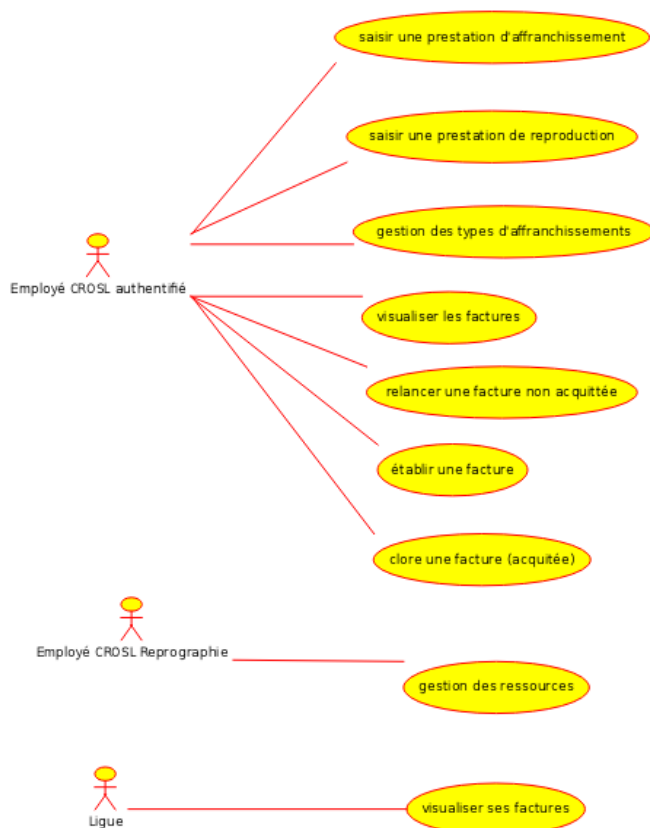 saisir une prestation d'affranchissement
saisir une prestation de reproduction
gestion des types d'affranchissements
Employé CROSL authentifié
visualiser les factures
relancer une facture non acquittée
établir une facture
clore une facture (acquitée)
Employé CROSL Reprographie
gestion des ressources
visualiser ses factures
Ligue